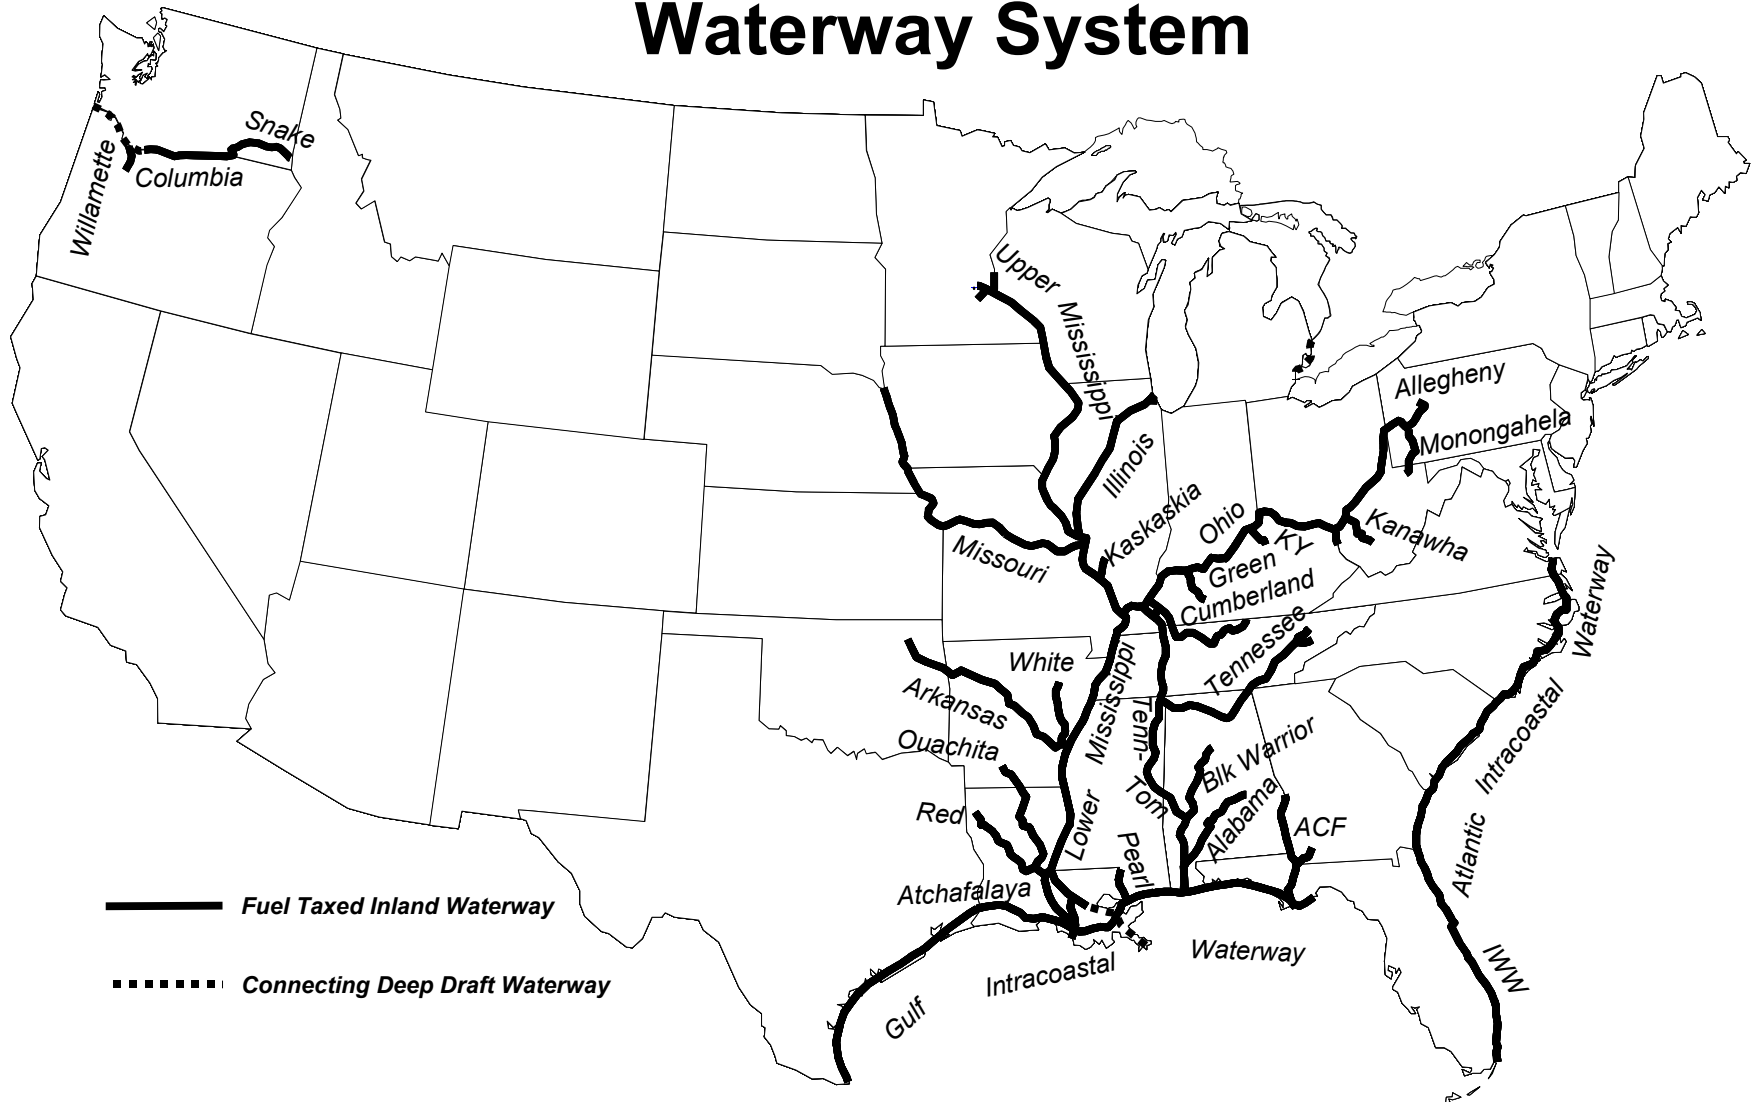 Waterway System
Snake
Willamette
Columbia
Upper
Mississippi
Allegheny
Monongahela
Illinois
Kaskaskia
Ohio
KY
Kanawha
Missouri
Green
Cumberland
Tennessee
White
Arkansas
Ouachita
Red
Lower
Mississippi
Tenn-
Tom
Blk Warrior
Alabama
ACF
Pearl
Atchafalaya
Gulf
Intracoastal
Waterway
Atlantic
Intracoastal
Waterway
IWW
Fuel Taxed Inland Waterway
Connecting Deep Draft Waterway